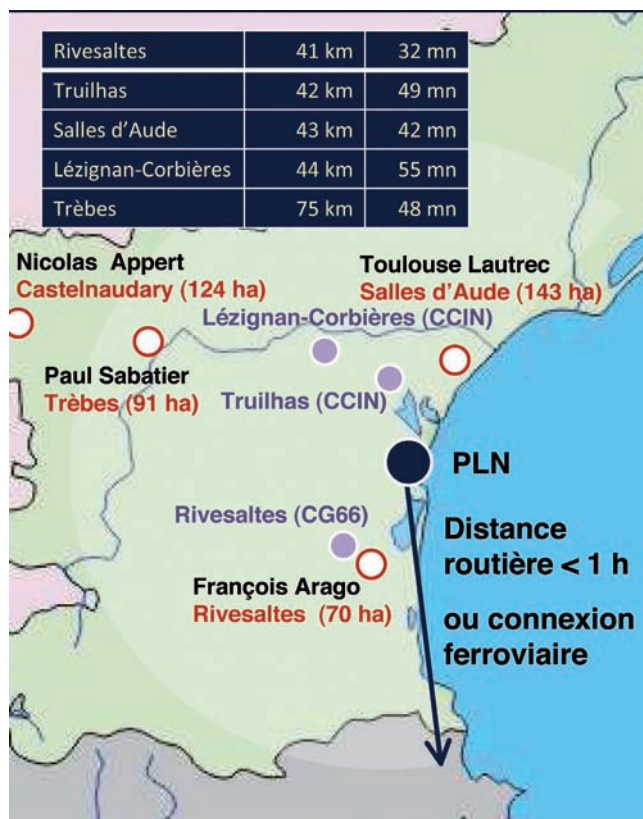 Rivesaltes 41 km 32 mn
Truilhas 42 km 49 mn
Salles d’Aude 43 km 42 mn
Lézignan-Corbières 44 km 55 mn
Trèbes 75 km 48 mn
Nicolas Appert
Castelnaudary (124 ha)
Toulouse Lautrec
Salles d’Aude (143 ha)
Lézignan-Corbières (CCIN)
Paul Sabatier
Trèbes (91 ha)
Truilhas (CCIN)
PLN
Rivesaltes (CG66)
Distance
routière < 1 h
François Arago
Rivesaltes (70 ha)
ou connexion
ferroviaire